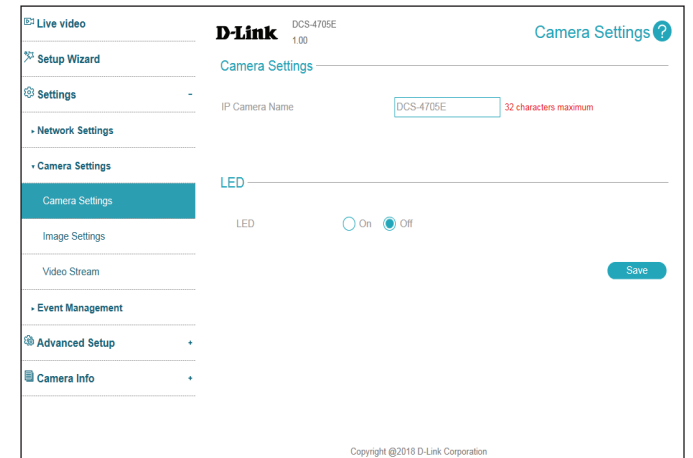 Live video
Setup Wizard
Settings -
Network Settings
Camera Settings
Camera Settings
Image Settings
Video Stream
Event Management
Advanced Setup +
Camera Info +
D-Link DCS-4705E
1.00
Camera Settings ?
Camera Settings
IP Camera Name DCS-4705E 32 characters maximum
LED
LED On Off
Save
Copyright @2018 D-Link Corporation